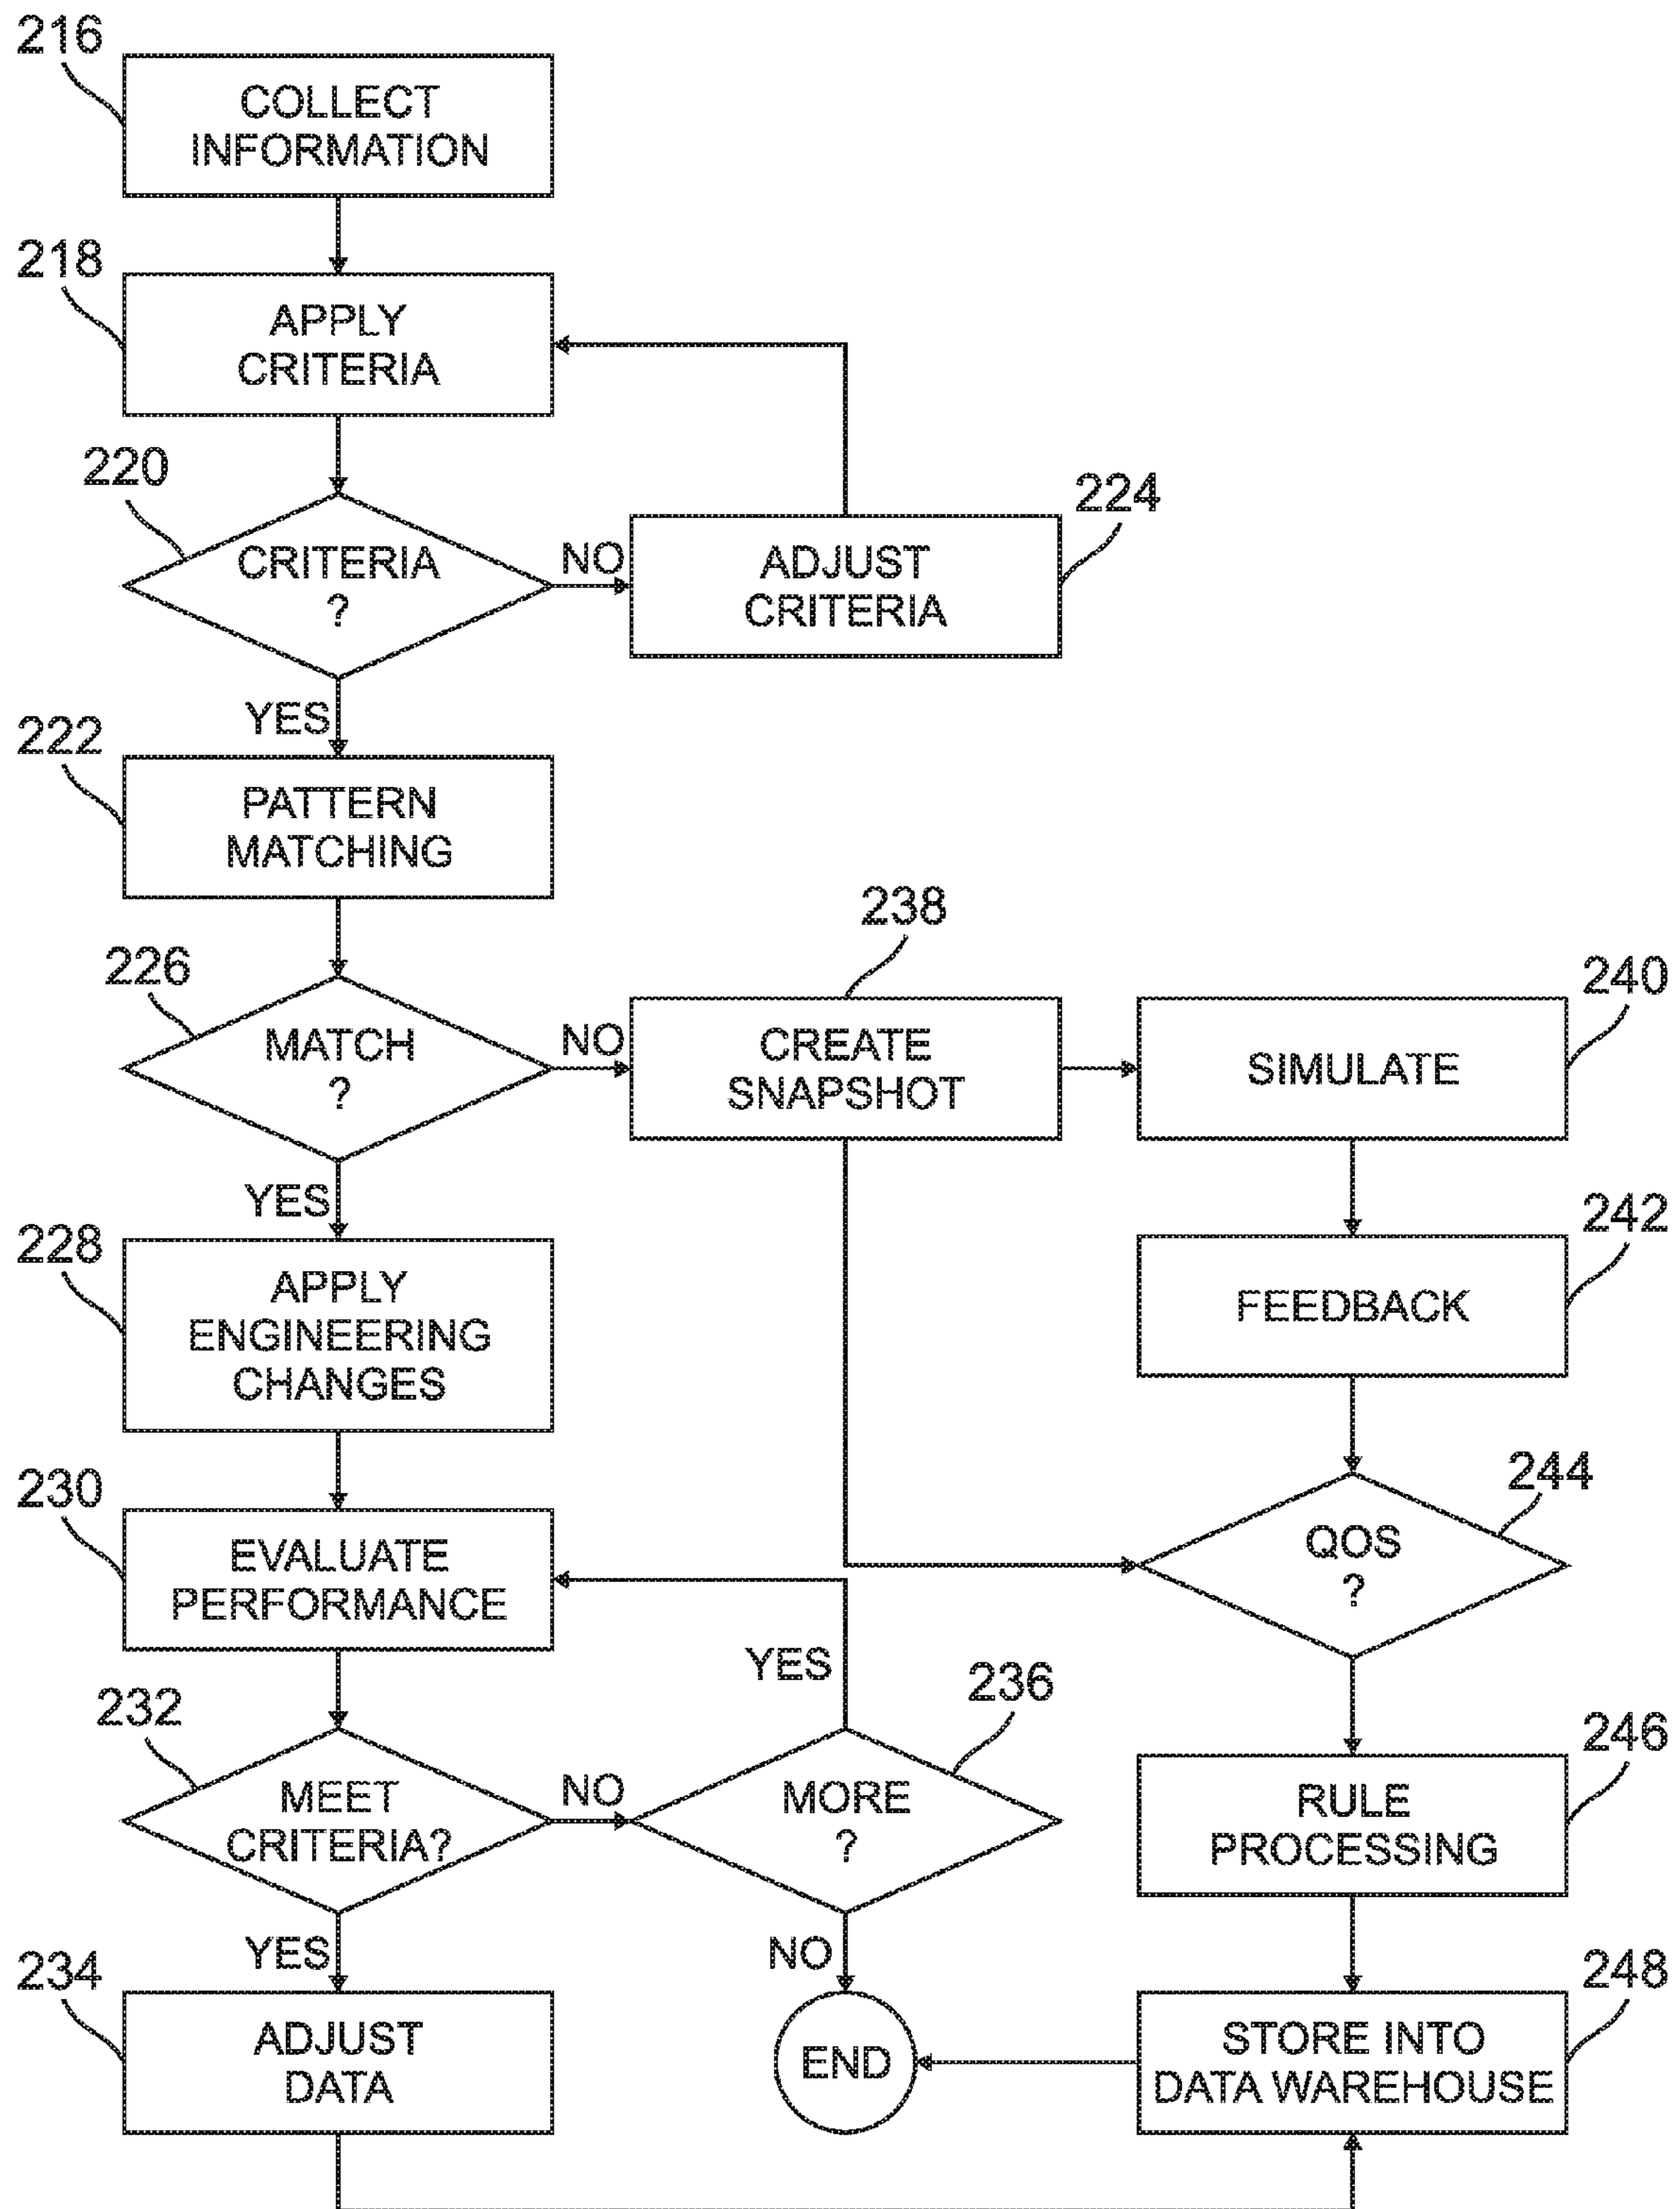 216
COLLECT
INFORMATION
218
APPLY
CRITERIA
220
CRITERIA
?
NO
224
ADJUST
CRITERIA
YES
222
PATTERN
MATCHING
226
MATCH
?
NO
238
CREATE
SNAPSHOT
240
SIMULATE
YES
228
APPLY
ENGINEERING
CHANGES
242
FEEDBACK
230
EVALUATE
PERFORMANCE
244
QOS
?
YES
232
MEET
CRITERIA?
NO
236
MORE
?
246
RULE
PROCESSING
YES
NO
234
ADJUST
DATA
END
248
STORE INTO
DATA WAREHOUSE